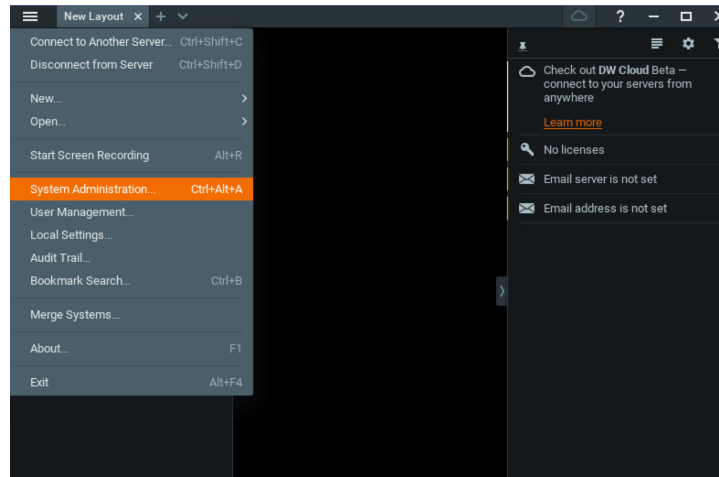 New Layout
?
Connect to Another Server... Ctrl+Shift+C
Disconnect from Server Ctrl+Shift+D
New...
Open...
Start Screen Recording Alt+R
System Administration... Ctrl+Alt+A
User Management...
Local Settings...
Audit Trail...
Bookmark Search... Ctrl+B
Merge Systems...
About... F1
Exit Alt+F4
Check out DW Cloud Beta —
connect to your servers from
anywhere
Learn more
No licenses
Email server is not set
Email address is not set